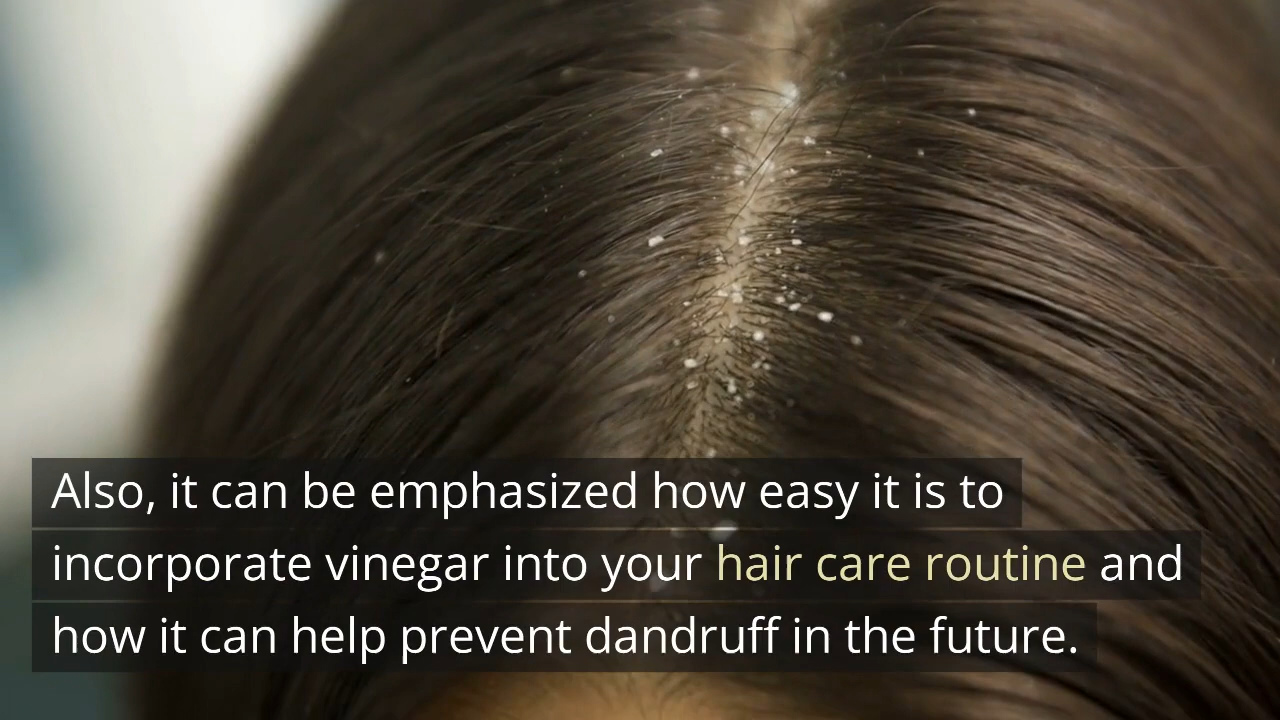 Also, it can be emphasized how easy it is to
incorporate vinegar into your hair care routine and
how it can help prevent dandruff in the future.